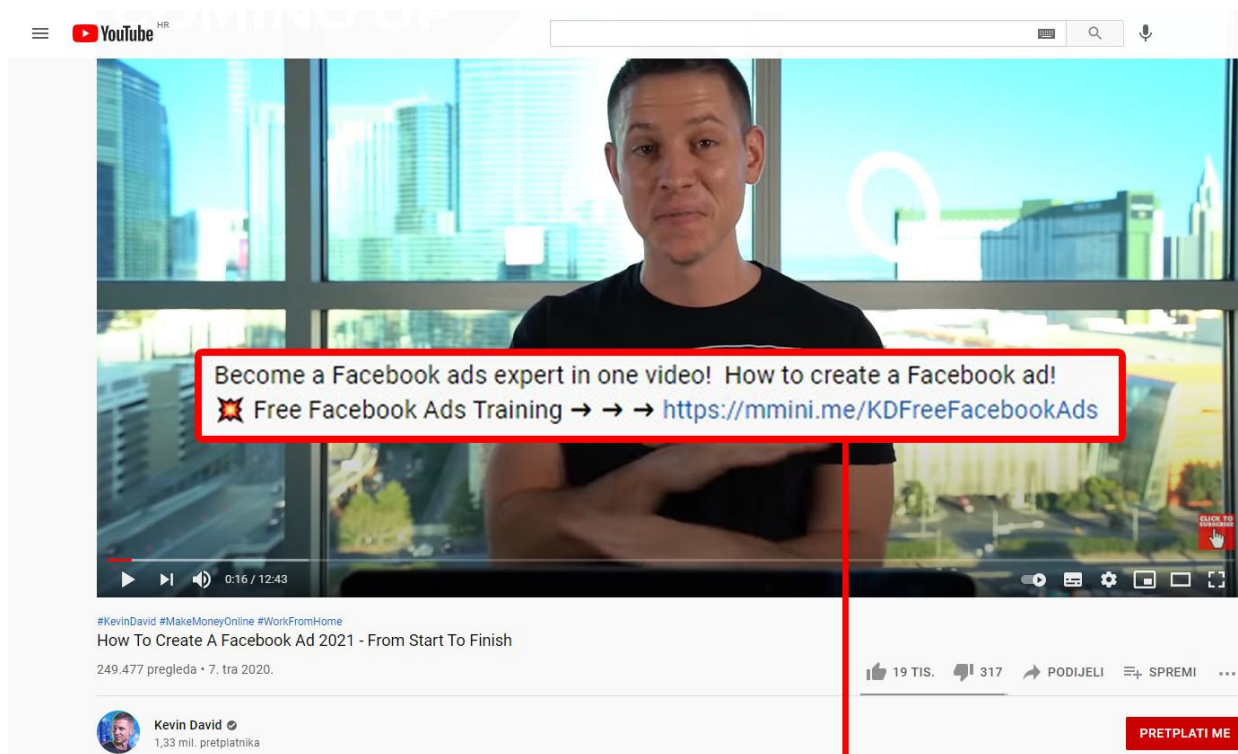 COMING UP
YouTube HR
Become a Facebook ads expert in one video! How to create a Facebook ad!
💥 Free Facebook Ads Training → → → https://mmini.me/KDFreeFacebookAds
CLICK TO
SUBSCRIBE
0:16 / 12:43
#KevinDavid #MakeMoneyOnline #WorkFromHome
How To Create A Facebook Ad 2021 - From Start To Finish
249.477 pregleda • 7. tra 2020.
19 TIS. 317 PODIJELI SPREMI ...
Kevin David
1,33 mil. pretplatnika
PRETPLATI ME